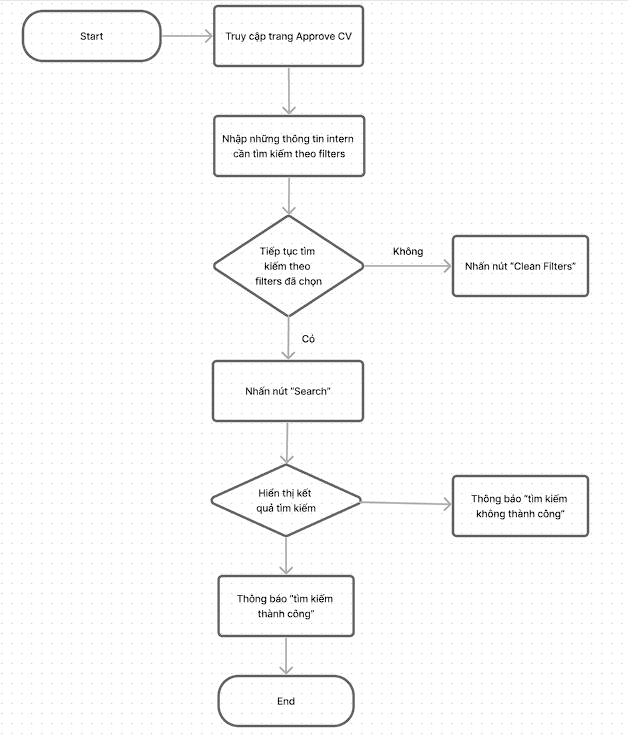 Start
Truy cập trang Approve CV
Nhập những thông tin intern
cần tìm kiếm theo filters
Tiếp tục tìm
kiếm theo
filters đã chọn
Không
Nhấn nút “Clean Filters”
Có
Nhấn nút “Search”
Hiển thị kết
quả tìm kiếm
Thông báo “tìm kiếm
không thành công”
Thông báo “tìm kiếm
thành công”
End